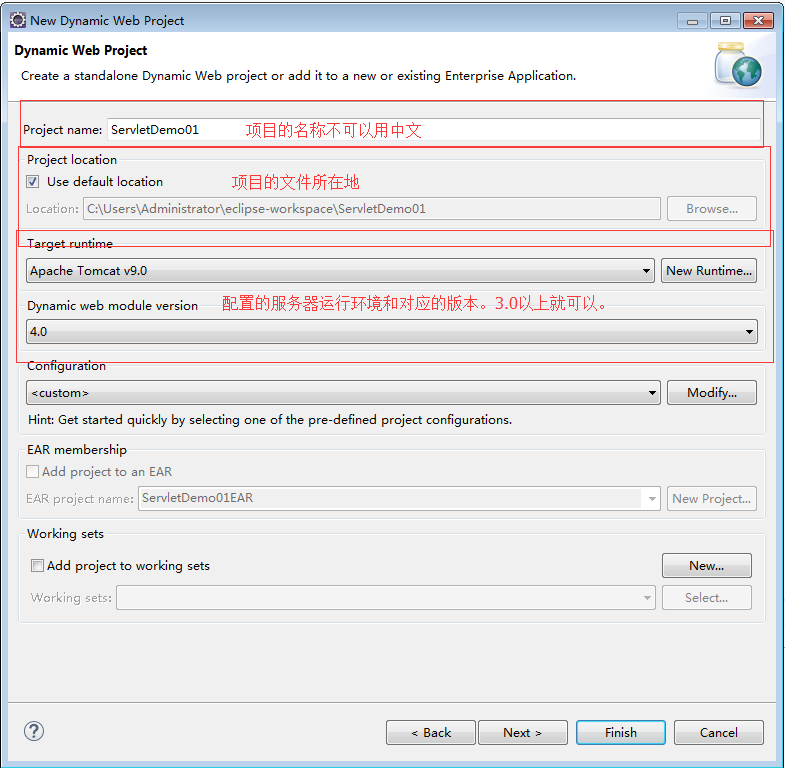 New Dynamic Web Project
Dynamic Web Project
Create a standalone Dynamic Web project or add it to a new or existing Enterprise Application.
Project name: ServletDemo01 项目的名称不可以用中文
Project location
Use default location 项目的文件所在地
Location: C:\Users\Administrator\eclipse-workspace\ServletDemo01 Browse...
Target runtime
Apache Tomcat v9.0 New Runtime...
Dynamic web module version 配置的服务器运行环境和对应的版本。3.0以上就可以。
4.0
Configuration
<custom> Modify...
Hint: Get started quickly by selecting one of the pre-defined project configurations.
EAR membership
Add project to an EAR
EAR project name: ServletDemo01EAR New Project...
Working sets
Add project to working sets New...
Working sets: Select...
? < Back Next > Finish Cancel